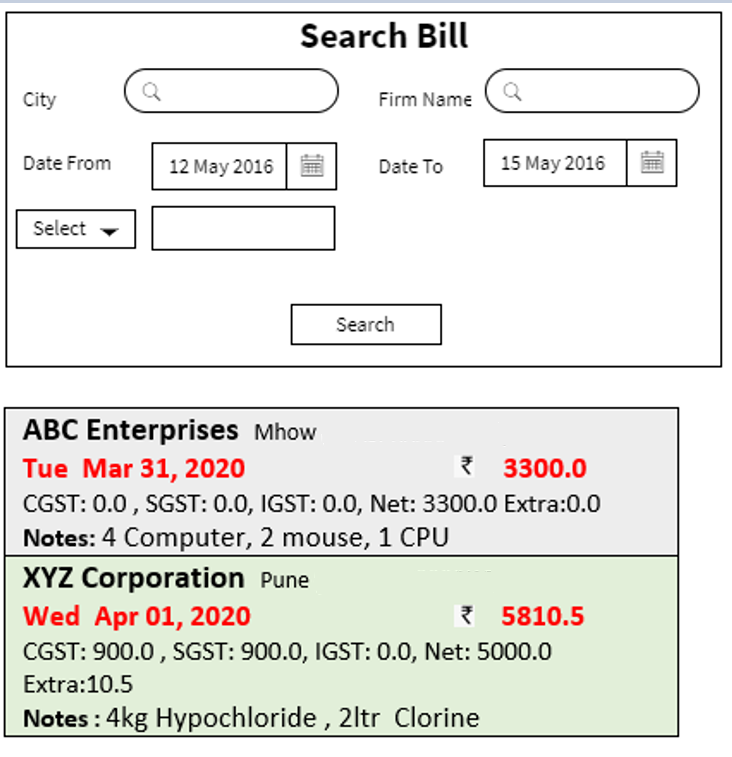 Search Bill
City Firm Name
Date From 12 May 2016 Date To 15 May 2016
Select
Search
ABC Enterprises Mhow
Tue Mar 31, 2020 ₹ 3300.0
CGST: 0.0 , SGST: 0.0, IGST: 0.0, Net: 3300.0 Extra:0.0
Notes: 4 Computer, 2 mouse, 1 CPU
XYZ Corporation Pune
Wed Apr 01, 2020 ₹ 5810.5
CGST: 900.0 , SGST: 900.0, IGST: 0.0, Net: 5000.0
Extra:10.5
Notes : 4kg Hypochloride , 2ltr Clorine